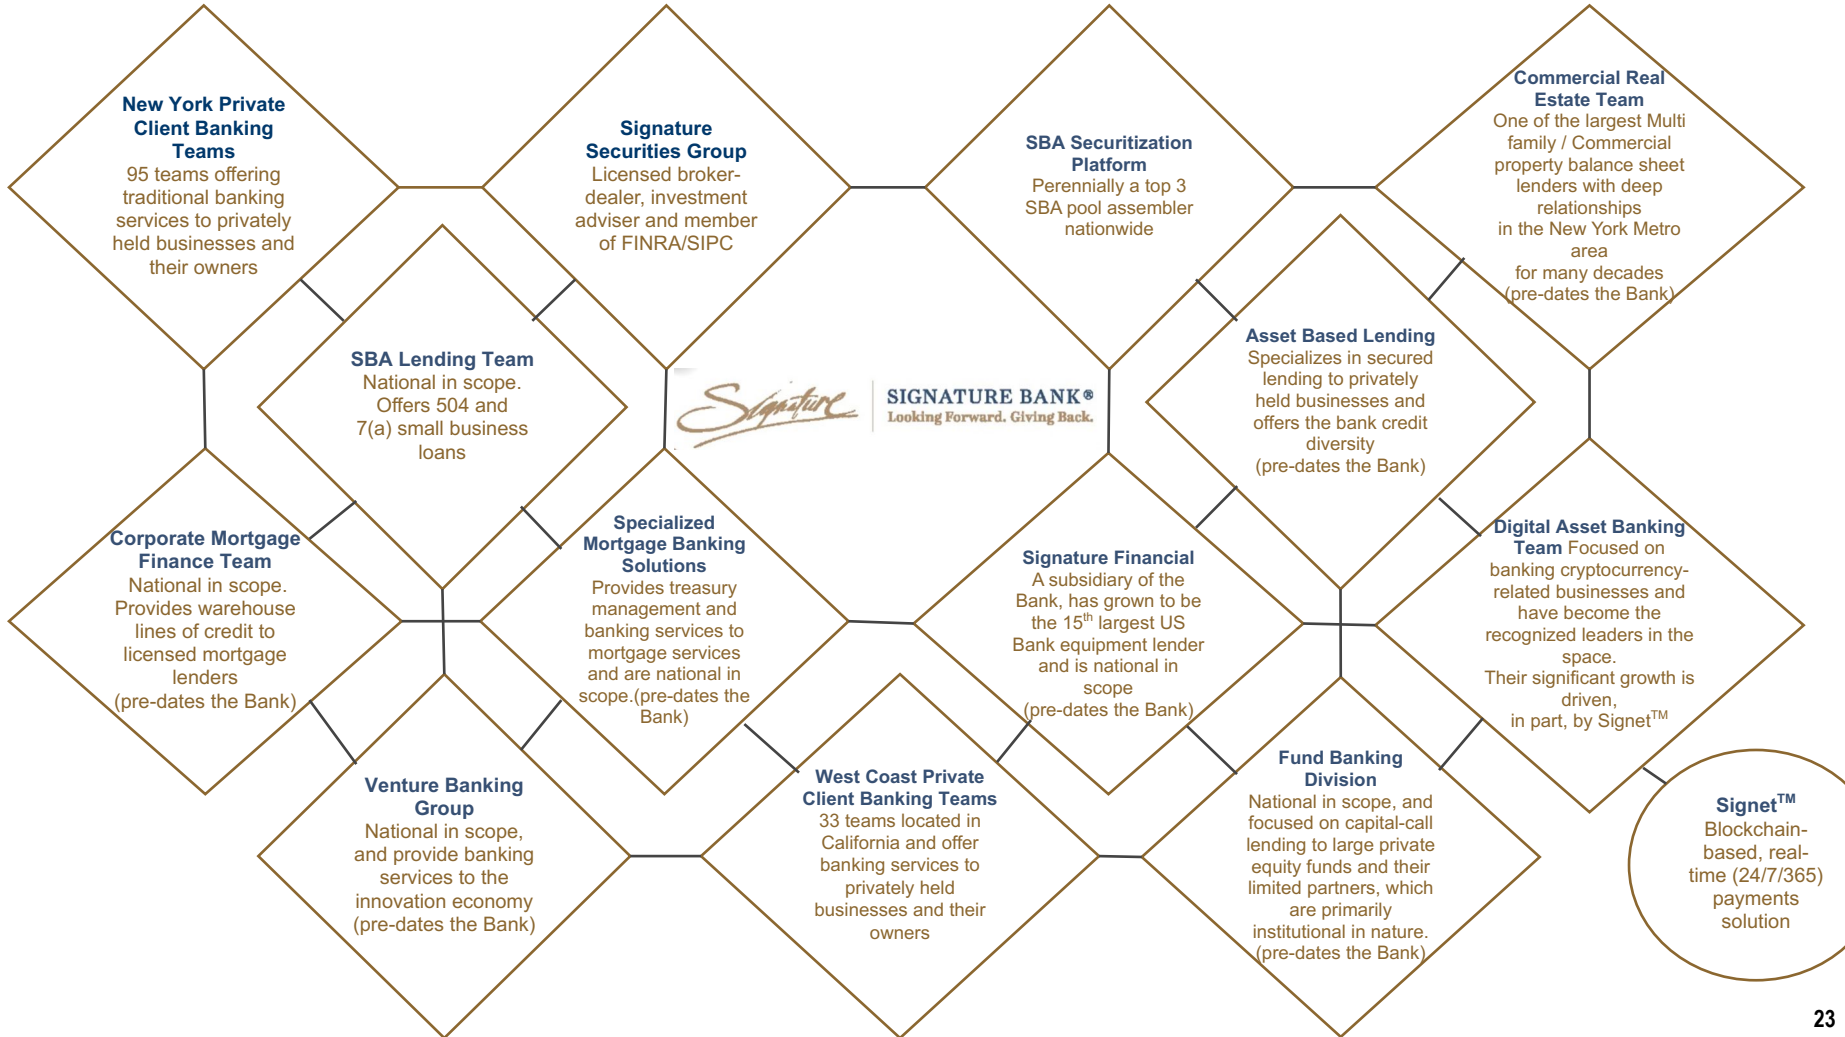 New York Private
Client Banking
Teams
95 teams offering
traditional banking
services to privately
held businesses and
their owners
Signature
Securities Group
Licensed broker-
dealer, investment
adviser and member
of FINRA/SIPC
SBA Securitization
Platform
Perennially a top 3
SBA pool assembler
nationwide
Commercial Real
Estate Team
One of the largest Multi
family / Commercial
property balance sheet
lenders with deep
relationships
in the New York Metro
area
for many decades
(pre-dates the Bank)
SBA Lending Team
National in scope.
Offers 504 and
7(a) small business
loans
Signature
SIGNATURE BANK®
Looking Forward. Giving Back.
Asset Based Lending
Specializes in secured
lending to privately
held businesses and
offers the bank credit
diversity
(pre-dates the Bank)
Corporate Mortgage
Finance Team
National in scope.
Provides warehouse
lines of credit to
licensed mortgage
lenders
(pre-dates the Bank)
Specialized
Mortgage Banking
Solutions
Provides treasury
management and
banking services to
mortgage services
and are national in
scope.(pre-dates the
Bank)
Signature Financial
A subsidiary of the
Bank, has grown to be
the 15th largest US
Bank equipment lender
and is national in
scope
(pre-dates the Bank)
Digital Asset Banking
Team Focused on
banking cryptocurrency-
related businesses and
have become the
recognized leaders in the
space.
Their significant growth is
driven,
in part, by Signet™
Venture Banking
Group
National in scope,
and provide banking
services to the
innovation economy
(pre-dates the Bank)
West Coast Private
Client Banking Teams
33 teams located in
California and offer
banking services to
privately held
businesses and their
owners
Fund Banking
Division
National in scope, and
focused on capital-call
lending to large private
equity funds and their
limited partners, which
are primarily
institutional in nature.
(pre-dates the Bank)
Signet™
Blockchain-
based, real-
time (24/7/365)
payments
solution
23